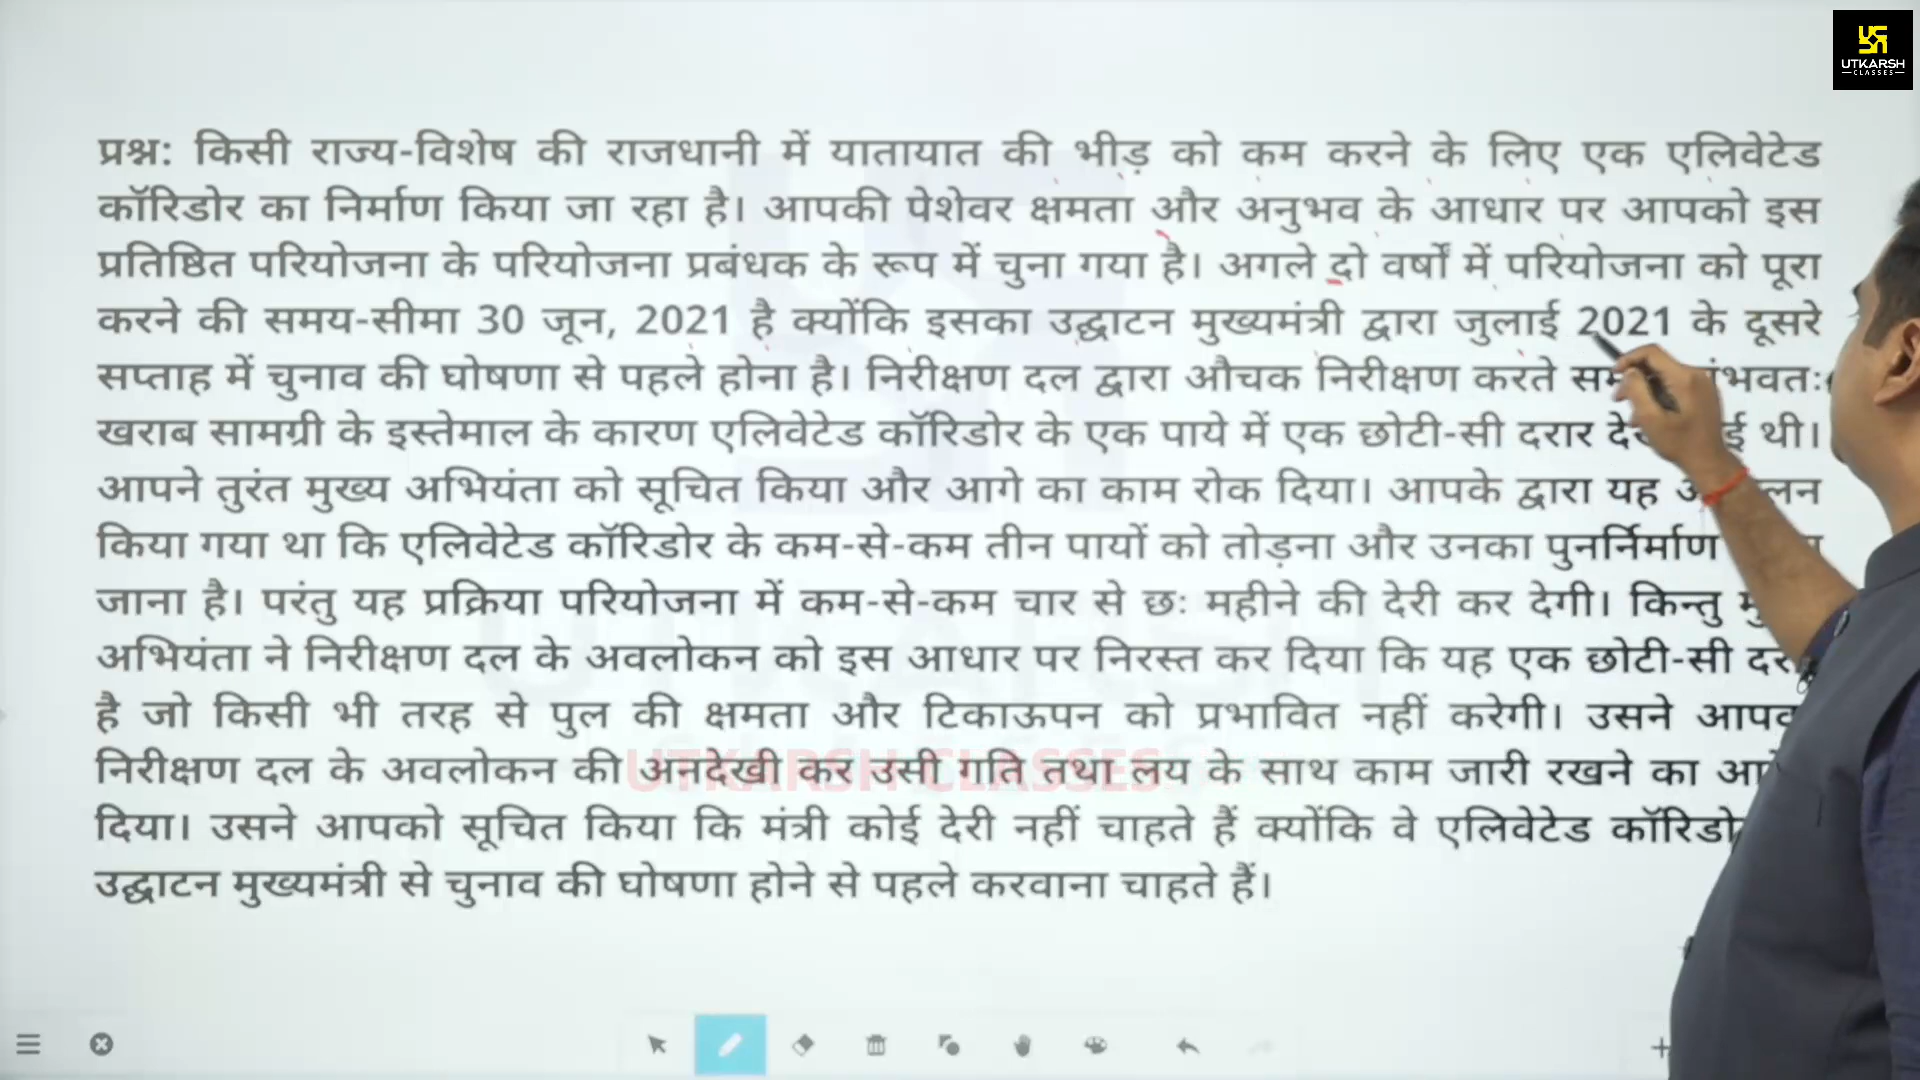 UTKARSH
CLASSES
प्रश्न: किसी राज्य-विशेष की राजधानी में यातायात की भीड़ को कम करने के लिए एक एलिवेटेड
कॉरिडोर का निर्माण किया जा रहा है। आपकी पेशेवर क्षमता और अनुभव के आधार पर आपको इस
प्रतिष्ठित परियोजना के परियोजना प्रबंधक के रूप में चुना गया है। अगले दो वर्षों में परियोजना को पूरा
करने की समय-सीमा 30 जून, 2021 है क्योंकि इसका उद्घाटन मुख्यमंत्री द्वारा जुलाई 2021 के दूसरे
सप्ताह में चुनाव की घोषणा से पहले होना है। निरीक्षण दल द्वारा औचक निरीक्षण करते
खराब सामग्री के इस्तेमाल के कारण एलिवेटेड कॉरिडोर के एक पाये में एक छोटी-सी दरार थी।
आपने तुरंत मुख्य अभियंता को सूचित किया और आगे का काम रोक दिया। आपके द्वारा यह
किया गया था कि एलिवेटेड कॉरिडोर के कम-से-कम तीन पायों को तोड़ना और उनका पुनर्निर्माण
जाना है। परंतु यह प्रक्रिया परियोजना में कम-से-कम चार से छः महीने की देरी कर देगी। किन्तु
अभियंता ने निरीक्षण दल के अवलोकन को इस आधार पर निरस्त कर दिया कि यह एक छोटी-सी
है जो किसी भी तरह से पुल की क्षमता और टिकाऊपन को प्रभावित नहीं करेगी। उसने
निरीक्षण दल के अवलोकन की अनदेखी कर उसी गति तथा लय के साथ काम जारी रखने का
दिया। उसने आपको सूचित किया कि मंत्री कोई देरी नहीं चाहते हैं क्योंकि वे एलिवेटेड
उद्घाटन मुख्यमंत्री से चुनाव की घोषणा होने से पहले करवाना चाहते हैं।
UTKARSH CLASSES